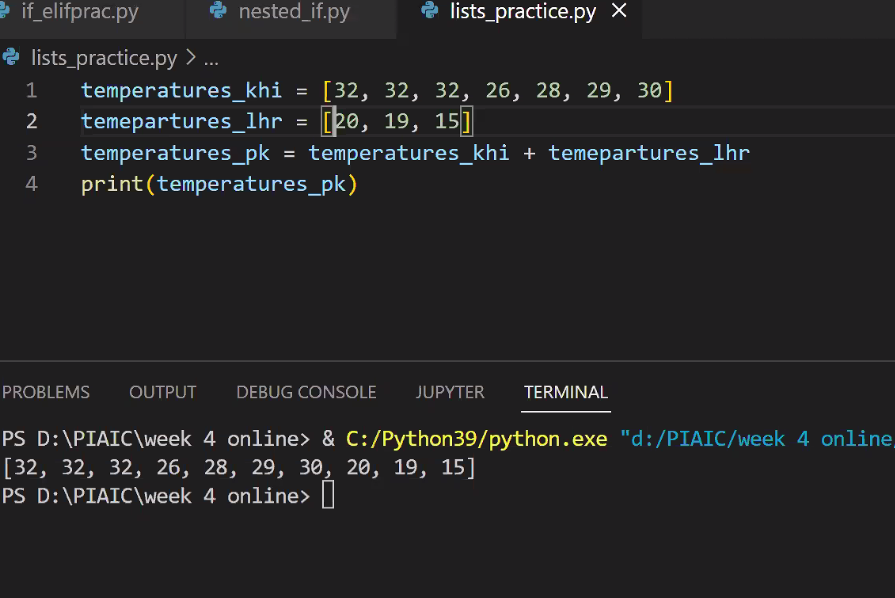 if_elifprac.py nested_if.py lists_practice.py
lists_practice.py > ...
1 temperatures_khi = [32, 32, 32, 26, 28, 29, 30]
2 temepartures_lhr = [20, 19, 15]
3 temperatures_pk = temperatures_khi + temepartures_lhr
4 print(temperatures_pk)
PROBLEMS OUTPUT DEBUG CONSOLE JUPYTER TERMINAL
PS D:\PIAIC\week 4 online> & C:/Python39/python.exe "d:/PIAIC/week 4 online/
[32, 32, 32, 26, 28, 29, 30, 20, 19, 15]
PS D:\PIAIC\week 4 online>